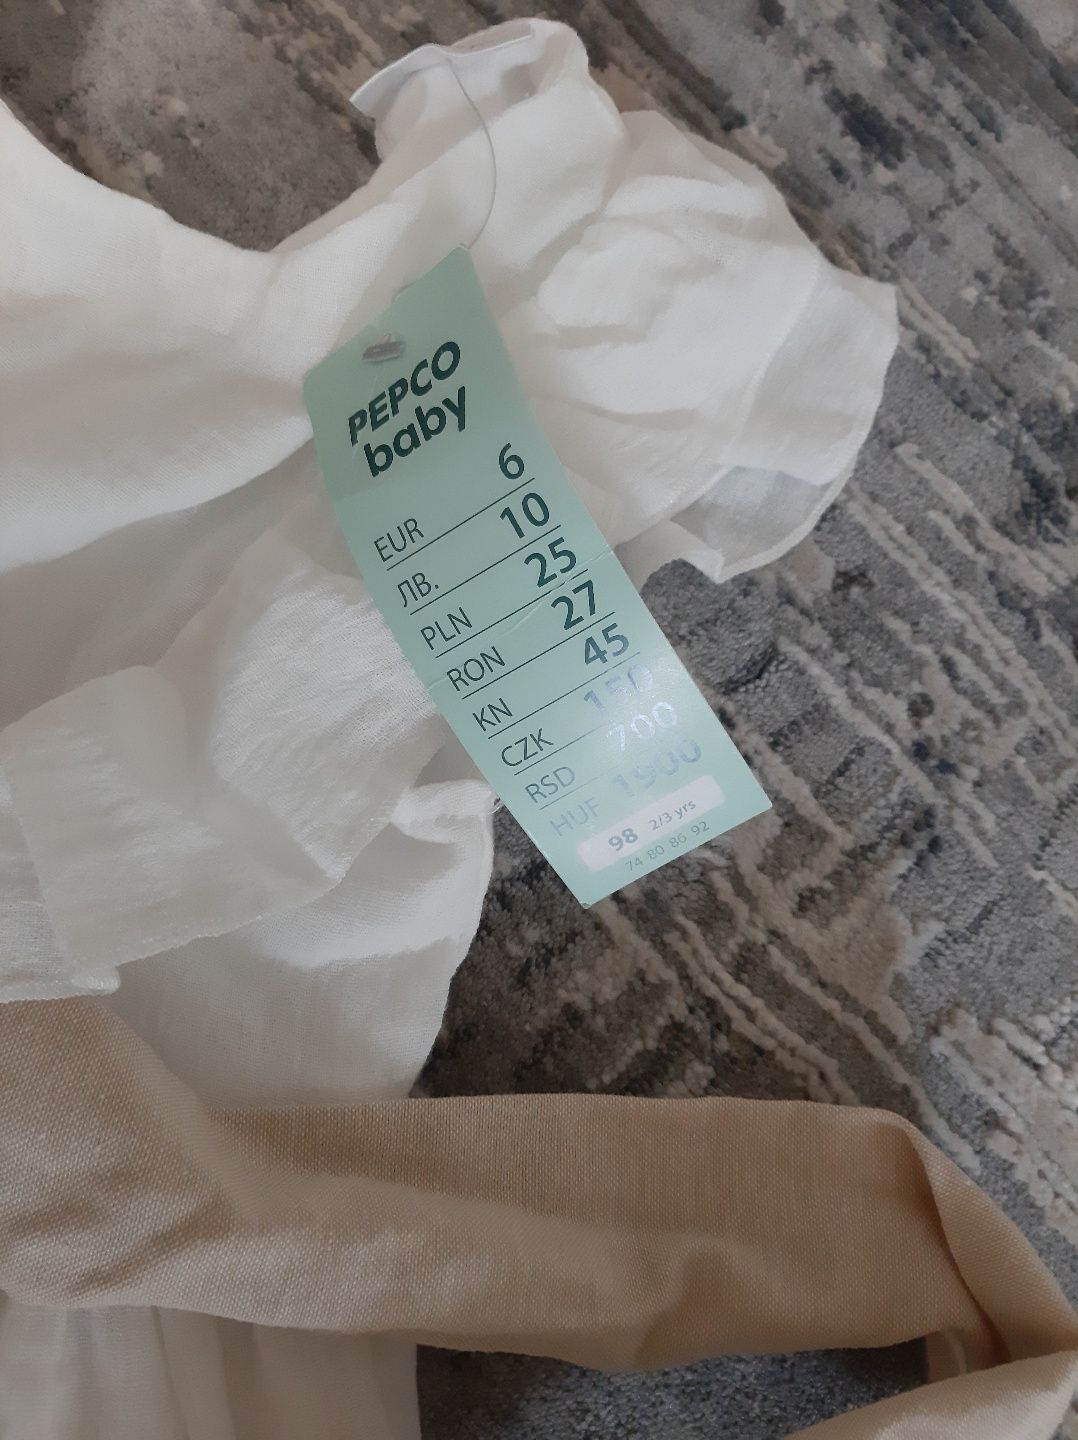 PEPCO
baby
EUR 6
ЛВ. 10
PLN 25
RON 27
KN 45
CZK 150
RSD 700
HUF 1900
98 2/3 yrs
74 80 86 92